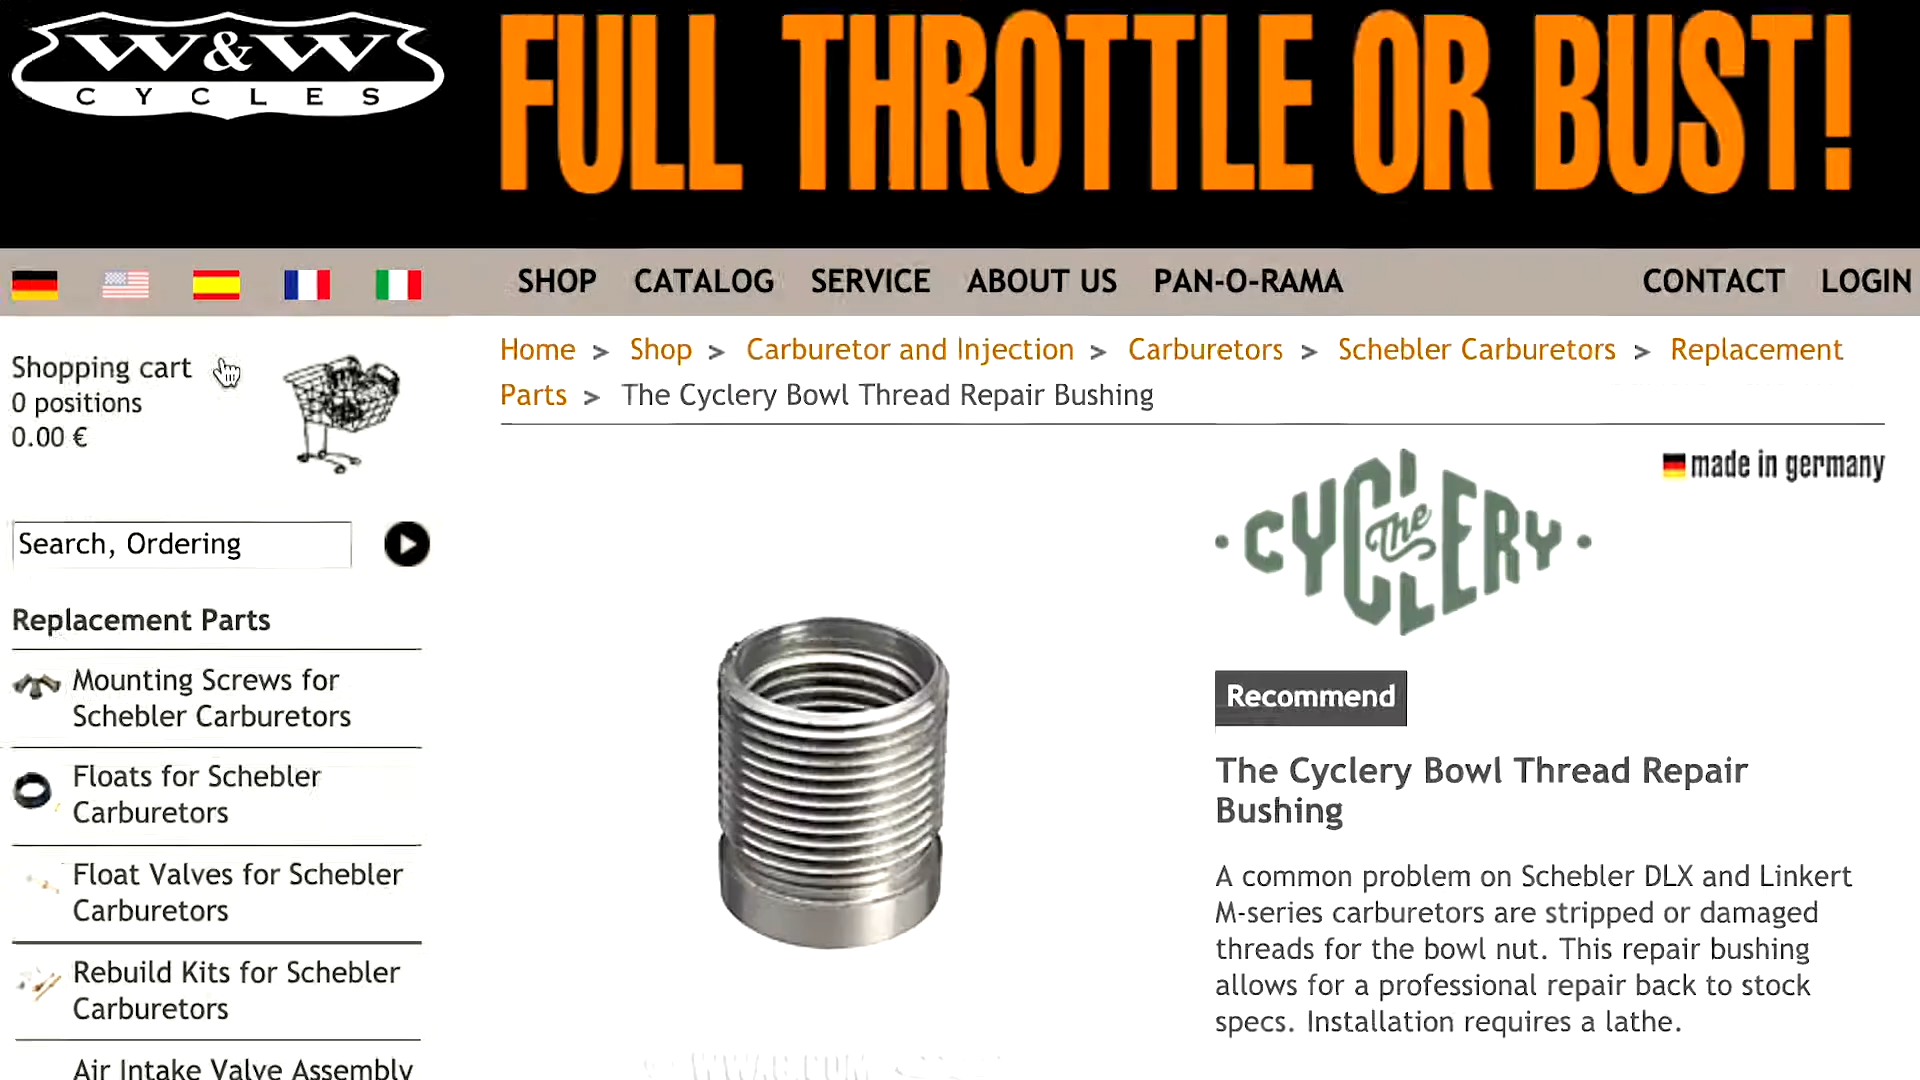 W&W
CYCLES
FULL THROTTLE OR BUST!
SHOP CATALOG SERVICE ABOUT US PAN-O-RAMA CONTACT LOGIN
Shopping cart
0 positions
0.00 €
Home > Shop > Carburetor and Injection > Carburetors > Schebler Carburetors > Replacement
Parts > The Cyclery Bowl Thread Repair Bushing
made in germany
THE CYCLERY
Search, Ordering
Replacement Parts
Mounting Screws for
Schebler Carburetors
Floats for Schebler
Carburetors
Float Valves for Schebler
Carburetors
Rebuild Kits for Schebler
Carburetors
Air Intake Valve Assembly
Recommend
The Cyclery Bowl Thread Repair
Bushing
A common problem on Schebler DLX and Linkert
M-series carburetors are stripped or damaged
threads for the bowl nut. This repair bushing
allows for a professional repair back to stock
specs. Installation requires a lathe.